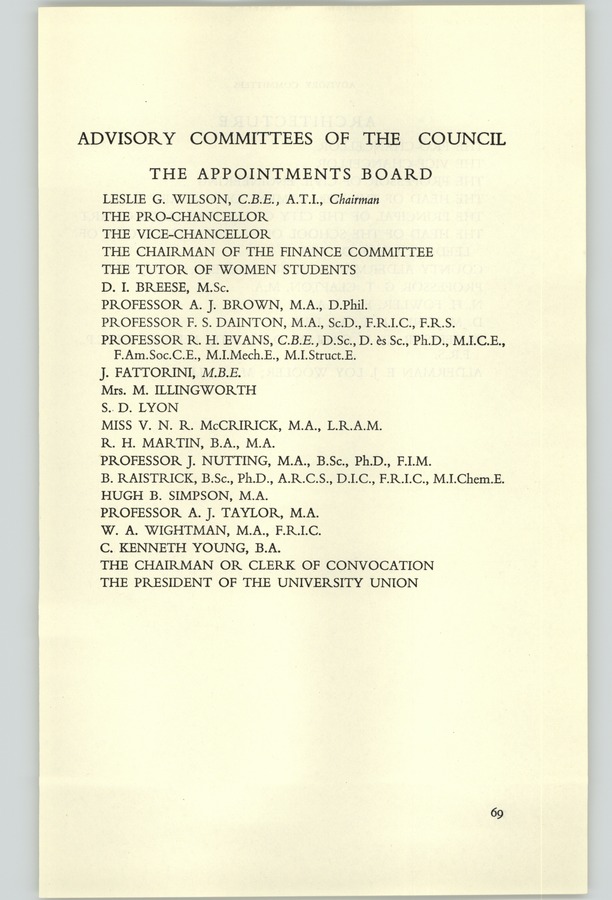 ADVISORY COMMITTEES OF THE COUNCIL
THE APPOINTMENTS BOARD
LESLIE G. WILSON, C.B.E., A.T.I., Chairman
THE PRO-CHANCELLOR
THE VICE-CHANCELLOR
THE CHAIRMAN OF THE FINANCE COMMITTEE
THE TUTOR OF WOMEN STUDENTS
D. I. BREESE, M.Sc.
PROFESSOR A. J. BROWN, M.A., D.Phil.
PROFESSOR F. S. DAINTON, M.A., Sc.D., F.R.I.C., F.R.S.
PROFESSOR R. H. EVANS, C.B.E., D.Sc., D. ès Sc., Ph.D., M.I.C.E.,
F.Am.Soc.C.E., M.I.Mech.E., M.I.Struct.E.
J. FATTORINI, M.B.E.
Mrs. M. ILLINGWORTH
S. D. LYON
MISS V. N. R. McCRIRICK, M.A., L.R.A.M.
R. H. MARTIN, B.A., M.A.
PROFESSOR J. NUTTING, M.A., B.Sc., Ph.D., F.I.M.
B. RAISTRICK, B.Sc., Ph.D., A.R.C.S., D.I.C., F.R.I.C., M.I.Chem.E.
HUGH B. SIMPSON, M.A.
PROFESSOR A. J. TAYLOR, M.A.
W. A. WIGHTMAN, M.A., F.R.I.C.
C. KENNETH YOUNG, B.A.
THE CHAIRMAN OR CLERK OF CONVOCATION
THE PRESIDENT OF THE UNIVERSITY UNION
69